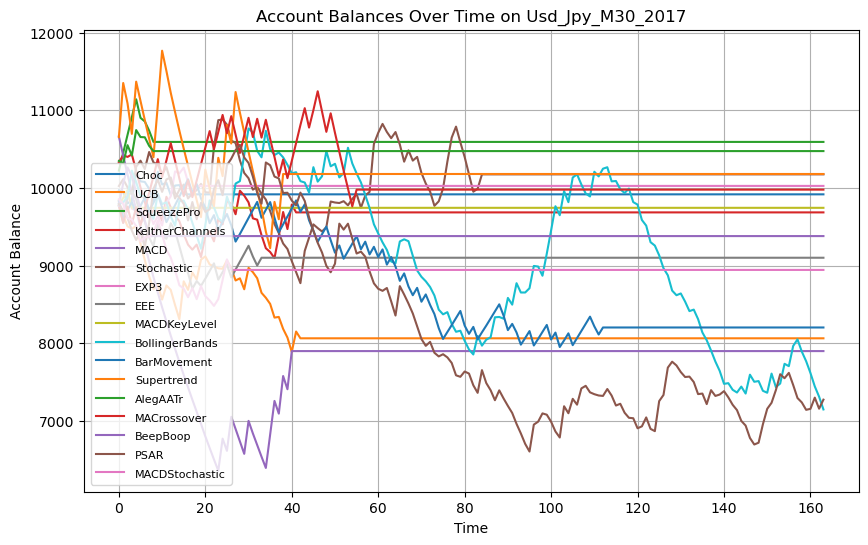 Account Balances Over Time on Usd_Jpy_M30_2017
12000
11000
10000
9000
8000
7000
Account Balance
Choc
UCB
SqueezePro
KeltnerChannels
MACD
Stochastic
EXP3
EEE
MACDKeyLevel
BollingerBands
BarMovement
Supertrend
AlegAATr
MACrossover
BeepBoop
PSAR
MACDStochastic
0 20 40 60 80 100 120 140 160
Time